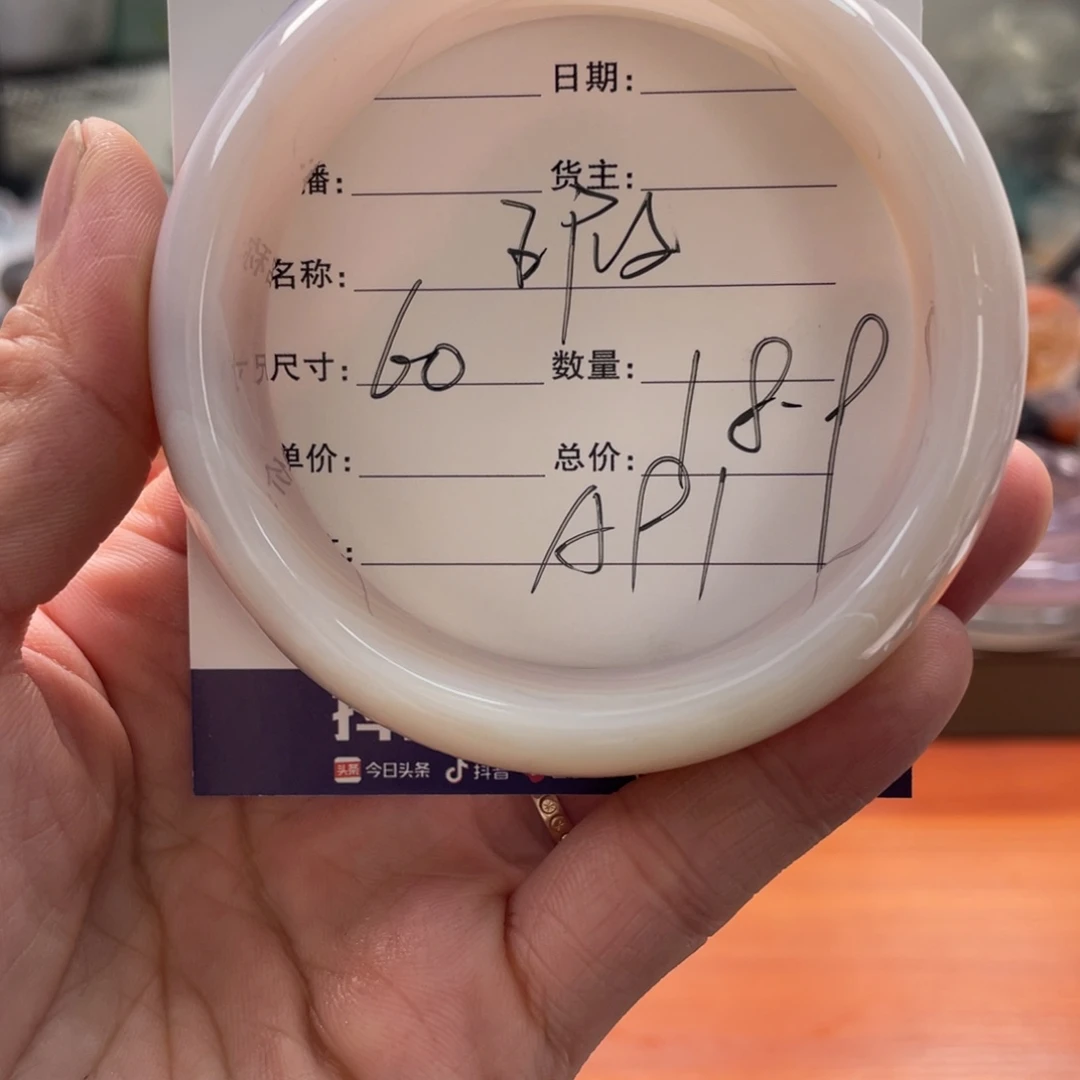 日期:
播: 货主:
名称:
尺寸: 60 数量: 18-9
单价: 总价:
AP1
今日头条 抖音